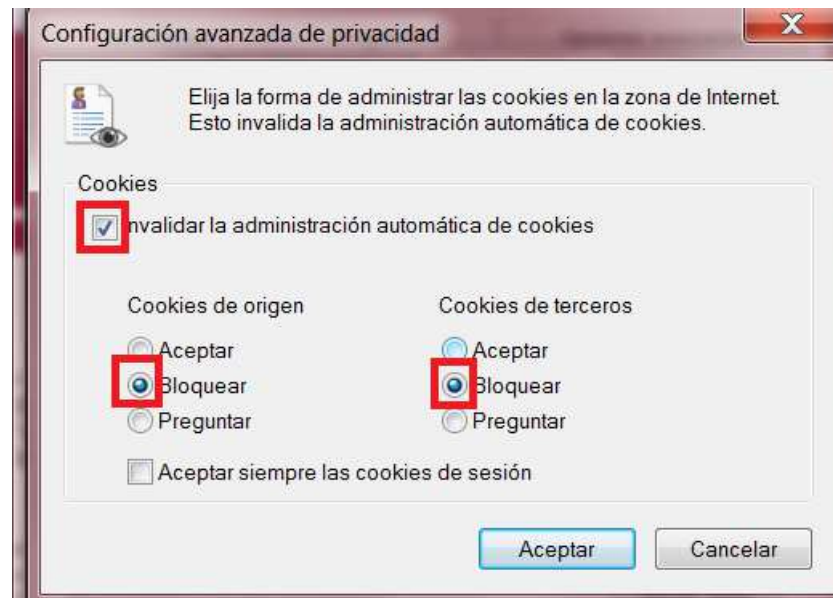 Configuración avanzada de privacidad
Elija la forma de administrar las cookies en la zona de Internet.
Esto invalida la administración automática de cookies.
Cookies
Invalidar la administración automática de cookies
Cookies de origen
Cookies de terceros
Aceptar
Aceptar
Bloquear
Bloquear
Preguntar
Preguntar
Aceptar siempre las cookies de sesión
Aceptar
Cancelar